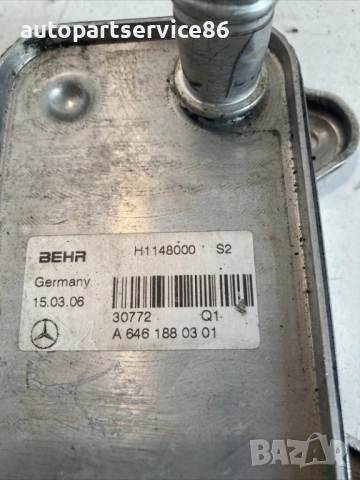 autopartservice86@
BEHR H1148000 S2
Germany
15.03.06
30772 Q1
A 646 188 03 01
bazar